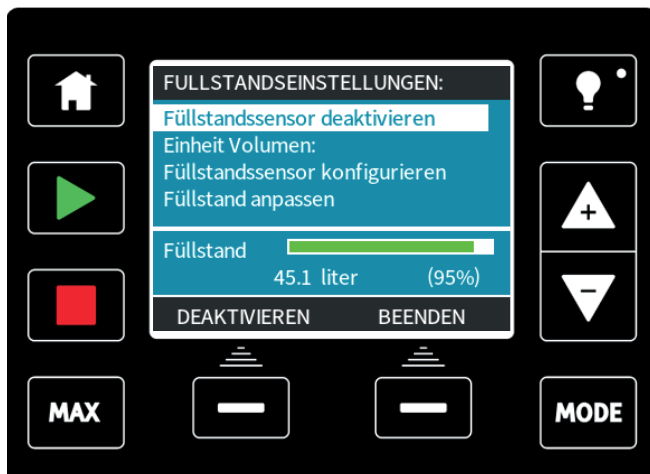 FULLSTANDSEINSTELLUNGEN:
Füllstandssensor deaktivieren
Einheit Volumen:
Füllstandssensor konfigurieren
Füllstand anpassen
Füllstand
45.1 liter (95%)
DEAKTIVIEREN BEENDEN
+
−
MAX
MODE